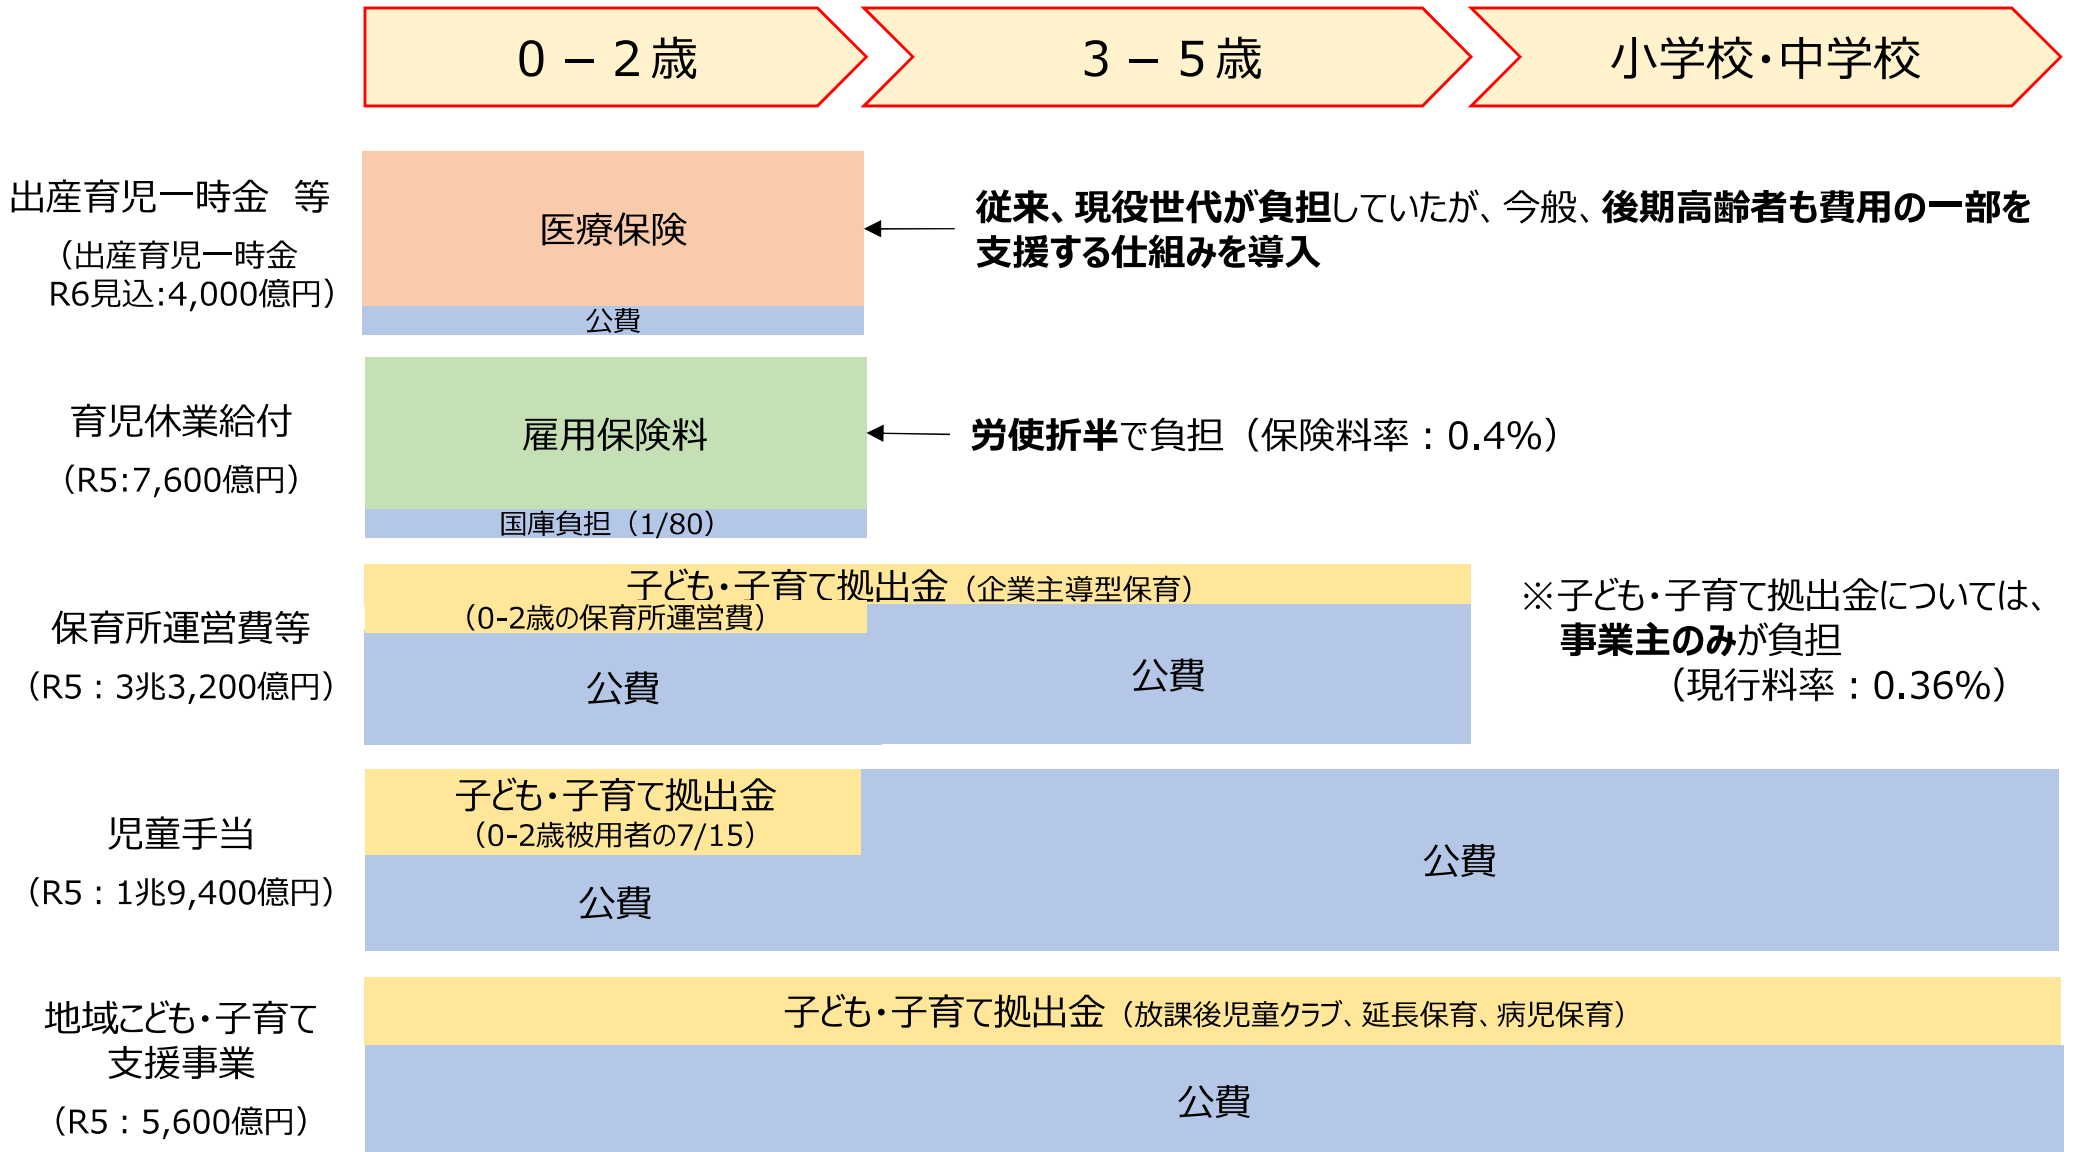 0－2歳
3－5歳
小学校・中学校
出産育児一時金　等
（出産育児一時金
R6見込:4,000億円）
医療保険
公費
従来、現役世代が負担していたが、今般、後期高齢者も費用の一部を
支援する仕組みを導入
育児休業給付
（R5:7,600億円）
雇用保険料
国庫負担（1/80）
労使折半で負担（保険料率：0.4%）
保育所運営費等
（R5：3兆3,200億円）
子ども・子育て拠出金（企業主導型保育）
（0-2歳の保育所運営費）
公費
公費
※子ども・子育て拠出金については、
事業主のみが負担
（現行料率：0.36%）
児童手当
（R5：1兆9,400億円）
子ども・子育て拠出金
（0-2歳被用者の7/15）
公費
公費
地域こども・子育て
支援事業
（R5：5,600億円）
子ども・子育て拠出金（放課後児童クラブ、延長保育、病児保育）
公費